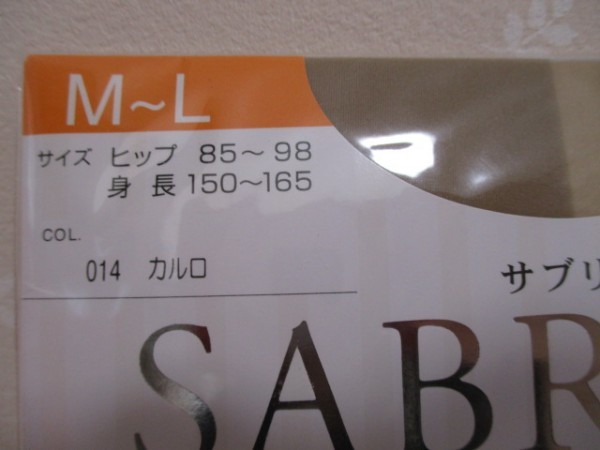 M~L
サイズ ヒップ 85~98
身 長 150~165
COL.
014 カルロ
サブリ
SABR